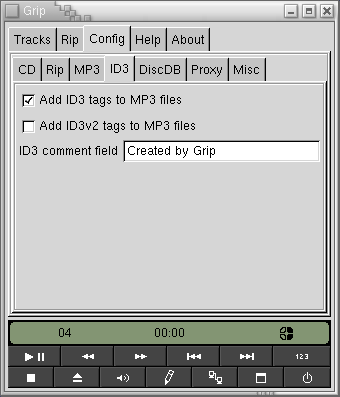 Grip
Tracks Rip Config Help About
CD Rip MP3 ID3 DiscDB Proxy Misc
Add ID3 tags to MP3 files
Add ID3v2 tags to MP3 files
ID3 comment field Created by Grip
04 00:00
123